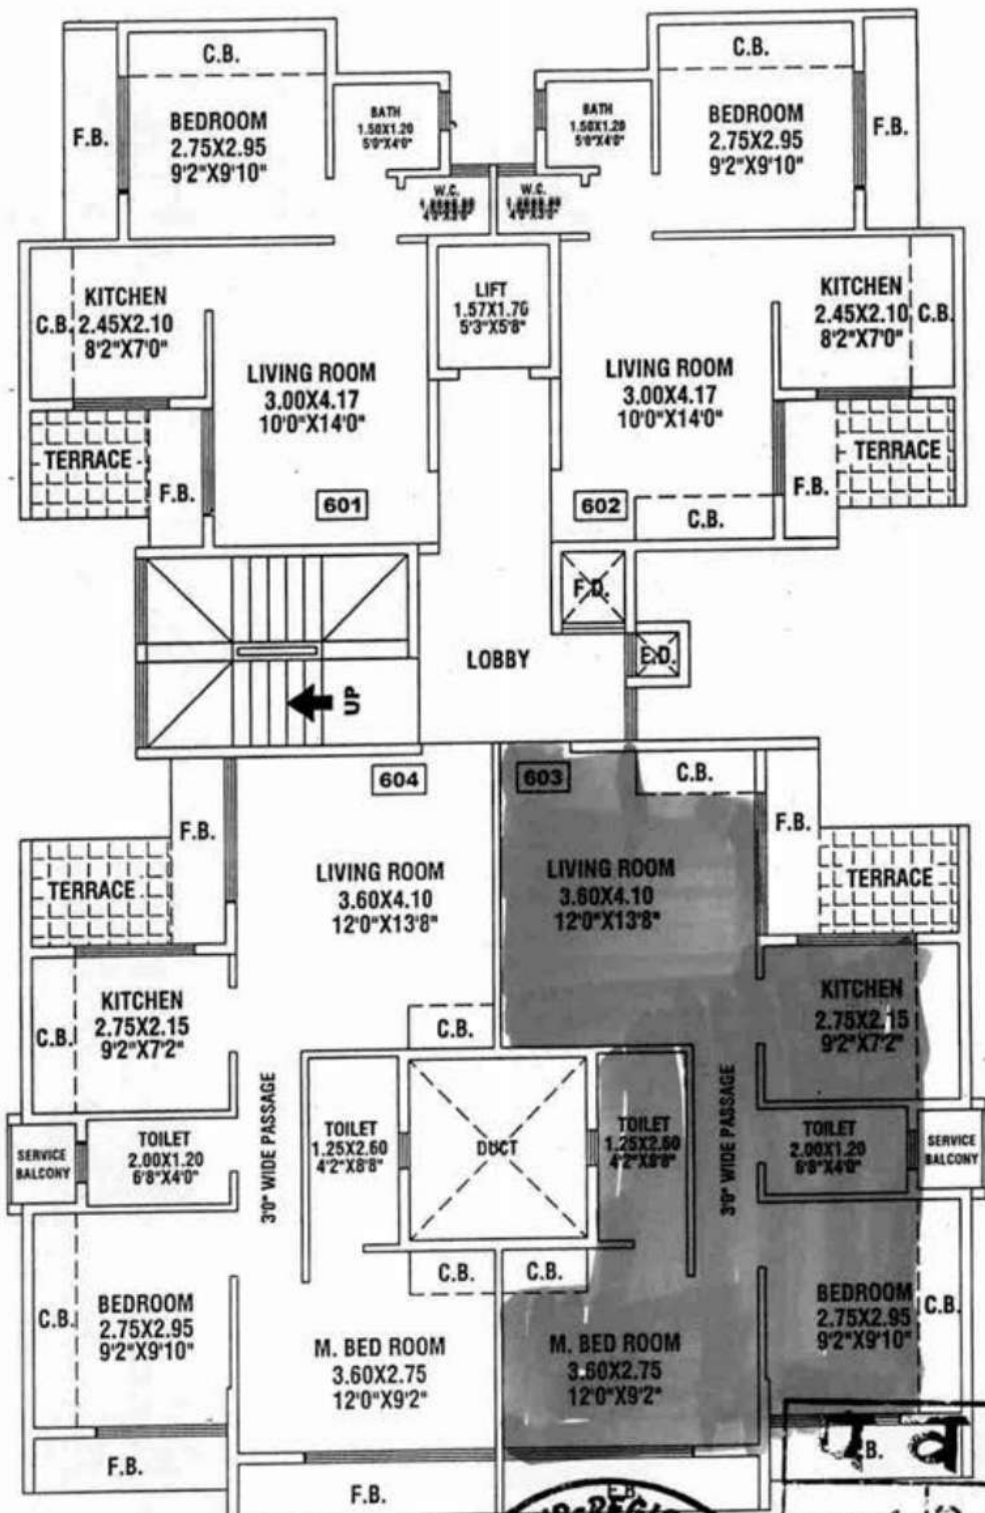 C.B.
C.B.
F.B.
BEDROOM
2.75X2.95
9'2"X9'10"
BATH
1.50X1.20
5'0"X4'0"
BATH
1.50X1.20
5'0"X4'0"
BEDROOM
2.75X2.95
9'2"X9'10"
F.B.
W.C.
W.C.
KITCHEN
C.B. 2.45X2.10
8'2"X7'0"
LIFT
1.57X1.70
5'3"X5'8"
KITCHEN
2.45X2.10 C.B.
8'2"X7'0"
LIVING ROOM
3.00X4.17
10'0"X14'0"
LIVING ROOM
3.00X4.17
10'0"X14'0"
TERRACE
F.B.
601
602
C.B.
F.B.
TERRACE
F.D.
LOBBY
E.D.
UP
604
603
C.B.
F.B.
F.B.
TERRACE
LIVING ROOM
3.60X4.10
12'0"X13'8"
LIVING ROOM
3.60X4.10
12'0"X13'8"
TERRACE
KITCHEN
2.75X2.15
9'2"X7'2"
C.B.
C.B.
KITCHEN
2.75X2.15
9'2"X7'2"
SERVICE
BALCONY
TOILET
2.00X1.20
6'8"X4'0"
3'0" WIDE PASSAGE
TOILET
1.25X2.60
4'2"X8'8"
DUCT
TOILET
1.25X2.60
4'2"X8'8"
3'0" WIDE PASSAGE
TOILET
2.00X1.20
6'8"X4'0"
SERVICE
BALCONY
C.B.
C.B.
C.B.
BEDROOM
2.75X2.95
9'2"X9'10"
M. BED ROOM
3.60X2.75
12'0"X9'2"
M. BED ROOM
3.60X2.75
12'0"X9'2"
BEDROOM
2.75X2.95
9'2"X9'10"
C.B.
F.B.
F.B.